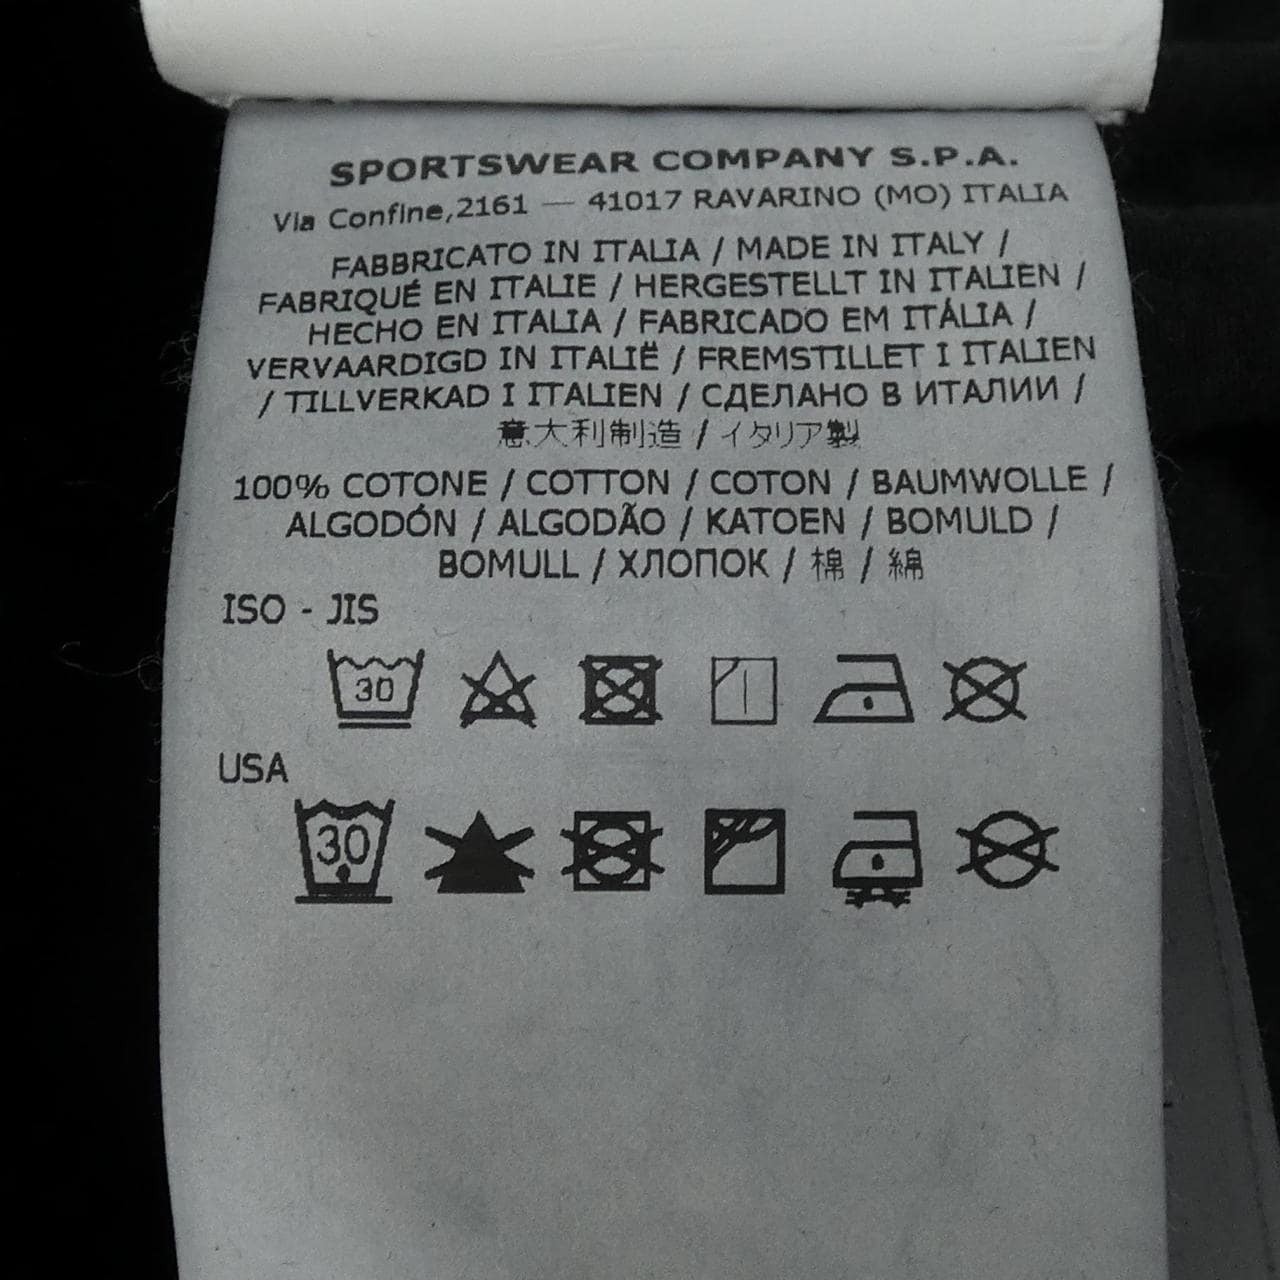 SPORTSWEAR COMPANY S.P.A.
Via Confine,2161 — 41017 RAVARINO (MO) ITALIA
FABBRICATO IN ITALIA / MADE IN ITALY /
FABRIQUÉ EN ITALIE / HERGESTELLT IN ITALIEN /
HECHO EN ITALIA / FABRICADO EM ITÁLIA /
VERVAARDIGD IN ITALIË / FREMSTILLET I ITALIEN
/ TILLVERKAD I ITALIEN / СДЕЛАНО В ИТАЛИИ /
意大利制造 / イタリア製
100% COTONE / COTTON / COTON / BAUMWOLLE /
ALGODÓN / ALGODÃO / KATOEN / BOMULD /
BOMULL / ХЛОПОК / 棉 / 綿
ISO - JIS
30
USA
30